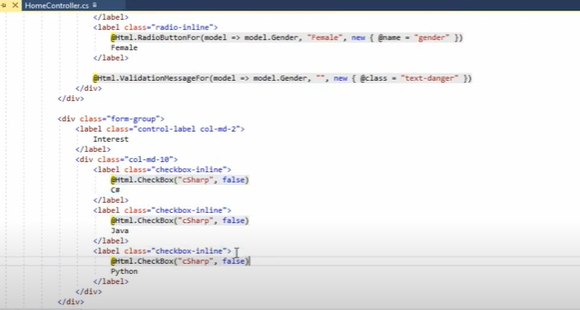 HomeController.cs
</label>
<label class="radio-inline">
@Html.RadioButtonFor(model => model.Gender, "Female", new { @name = "gender" })
Female
</label>
@Html.ValidationMessageFor(model => model.Gender, "", new { @class = "text-danger" })
</div>
</div>
<div class="form-group">
<label class="control-label col-md-2">
Interest
</label>
<div class="col-md-10">
<label class="checkbox-inline">
@Html.CheckBox("cSharp", false)
C#
</label>
<label class="checkbox-inline">
@Html.CheckBox("cSharp", false)
Java
</label>
<label class="checkbox-inline">
@Html.CheckBox("cSharp", false)
Python
</label>
</div>
</div>